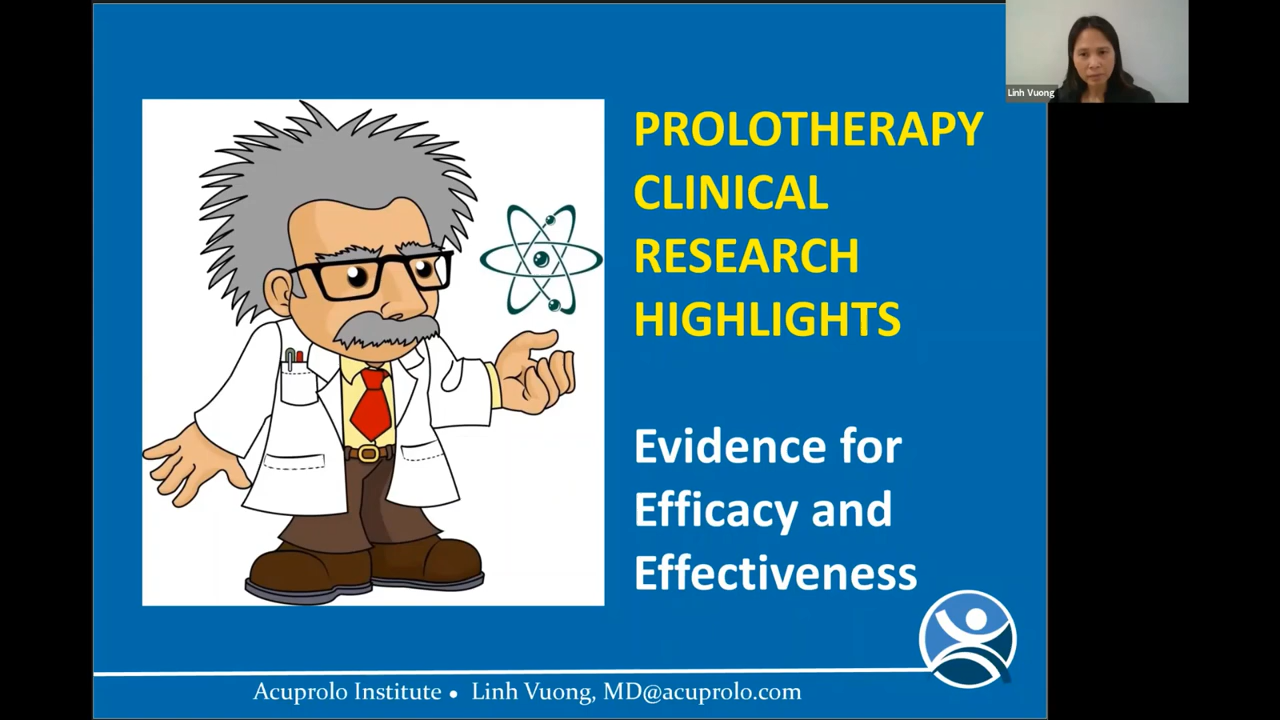 PROLOTHERAPY
CLINICAL
RESEARCH
HIGHLIGHTS
Evidence for
Efficacy and
Effectiveness
Linh Vuong
Acuprolo Institute • Linh Vuong, MD@acuprolo.com